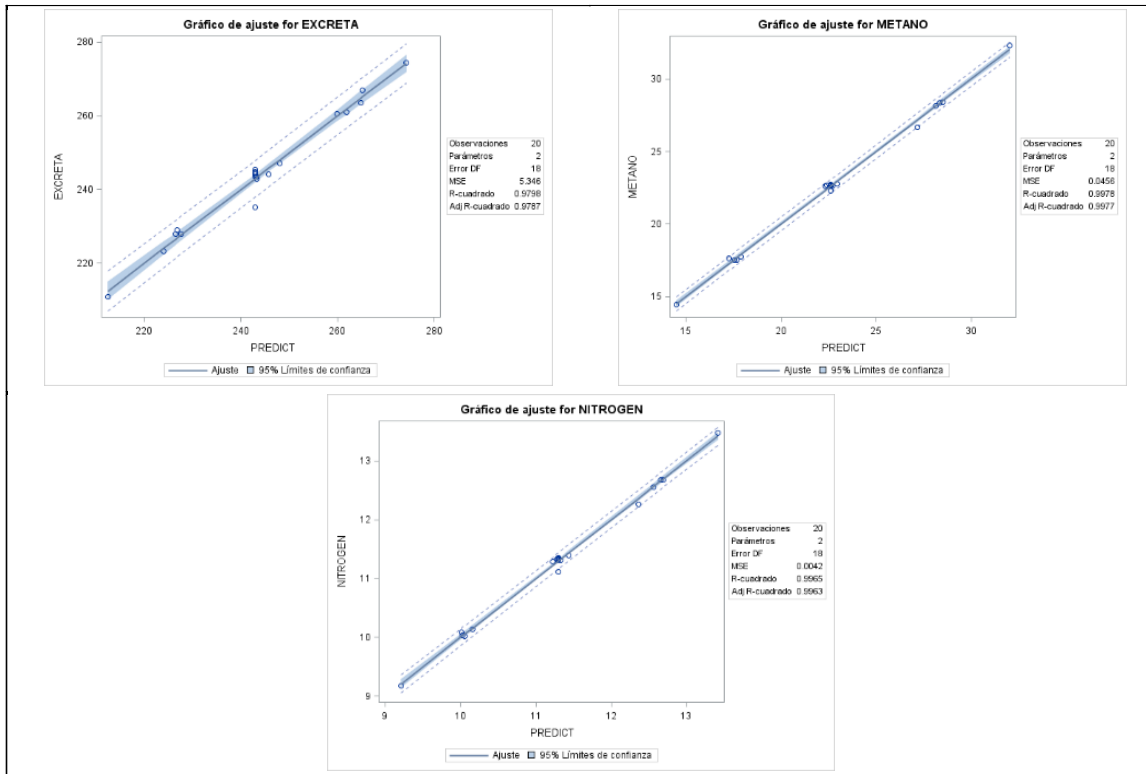 Gráfico de ajuste for EXCRETA
280
260
240
220
EXCRETA
220 240 260 280
PREDICT
Ajuste 95% Límites de confianza
Observaciones 20
Parámetros 2
Error DF 18
MSE 5.346
R-cuadrado 0.9798
Adj R-cuadrado 0.9787
Gráfico de ajuste for METANO
30
25
20
15
METANO
15 20 25 30
PREDICT
Ajuste 95% Límites de confianza
Observaciones 20
Parámetros 2
Error DF 18
MSE 0.0456
R-cuadrado 0.9978
Adj R-cuadrado 0.9977
Gráfico de ajuste for NITROGEN
13
12
11
10
9
NITROGEN
9 10 11 12 13
PREDICT
Ajuste 95% Límites de confianza
Observaciones 20
Parámetros 2
Error DF 18
MSE 0.0042
R-cuadrado 0.9965
Adj R-cuadrado 0.9963